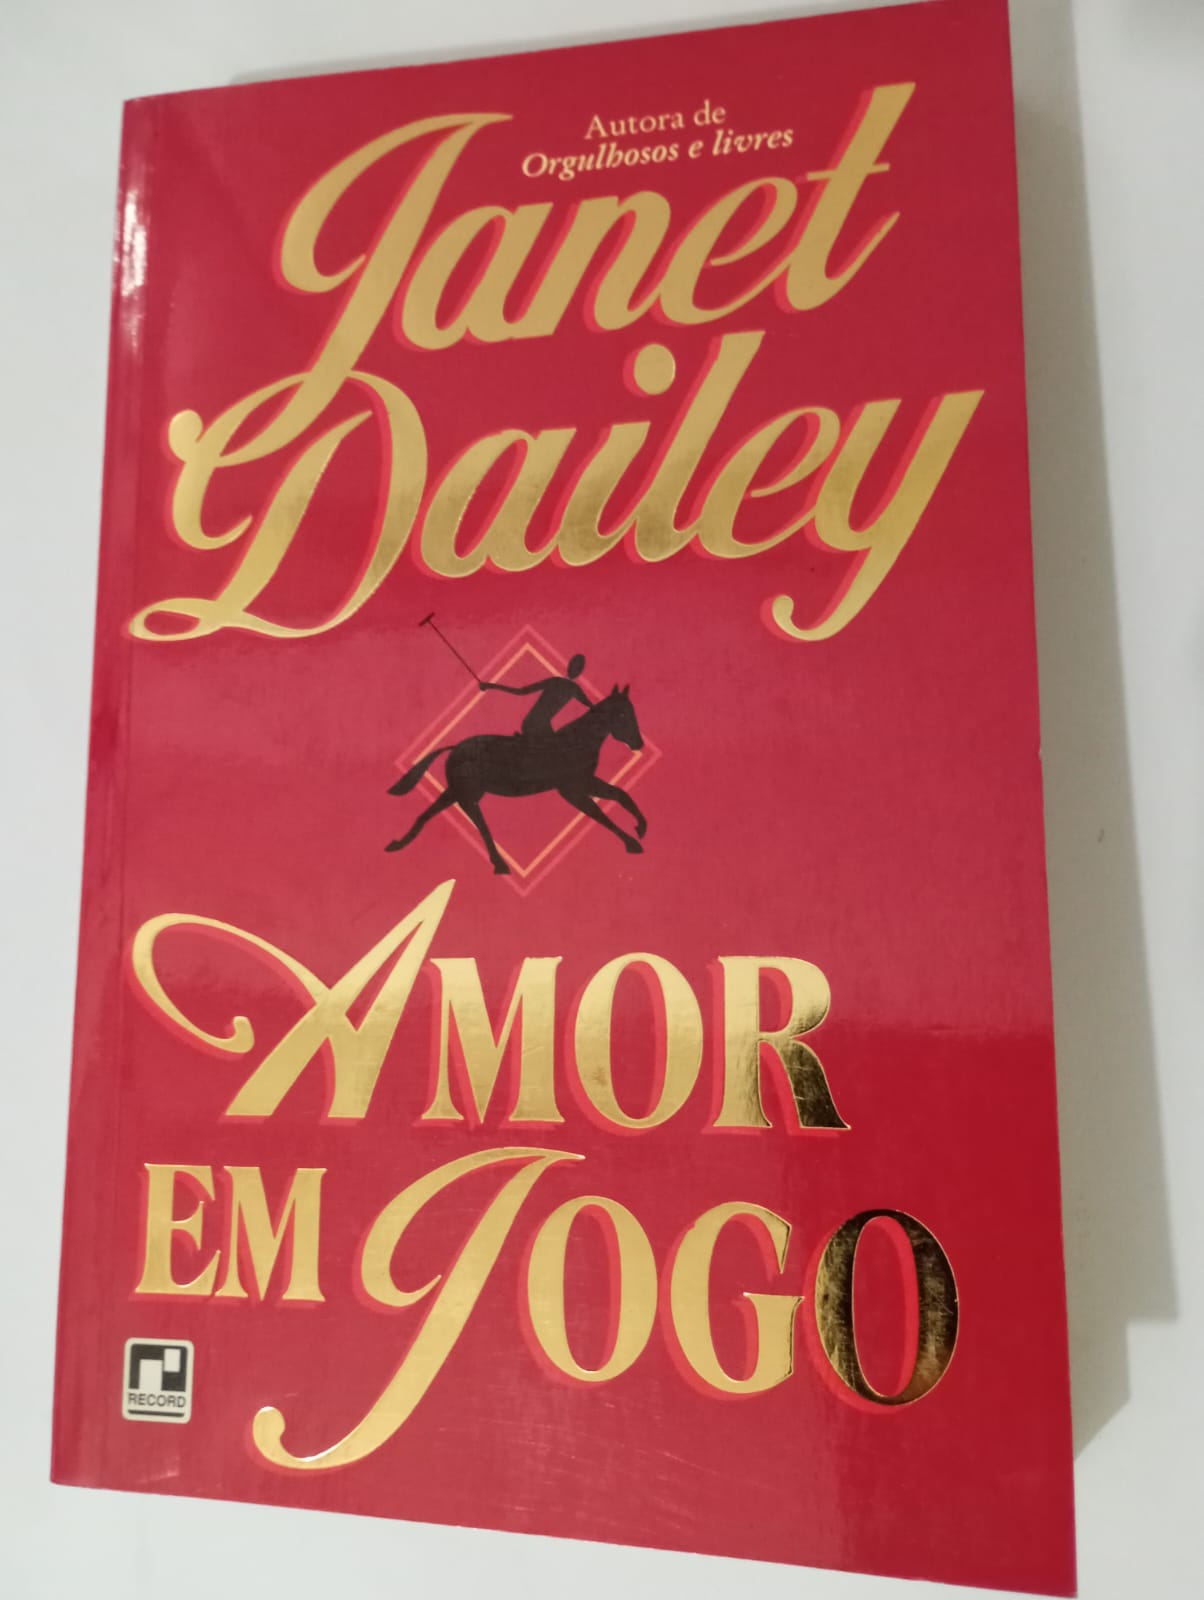 Autora de
Orgulhosos e livres
Janet
Dailey
AMOR
EM JOGO
RECORD